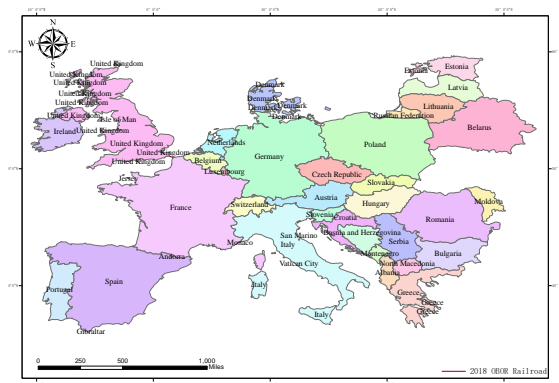 N
W E
S
United Kingdom
United Kingdom
United Kingdom
United Kingdom
United Kingdom
United Kingdom
Isle of Man
Ireland
United Kingdom
United Kingdom
United Kingdom
Jersey
Denmark
Denmark
Denmark
Denmark
Denmark
Estonia
Estonia
Latvia
Lithuania
Russian Federation
Belarus
Netherlands
Belgium
Luxembourg
Germany
Poland
Czech Republic
Slovakia
Austria
Hungary
Moldova
France
Switzerland
Slovenia
Croatia
Romania
San Marino
Bosnia and Herzegovina
Serbia
Monaco
Italy
Montenegro
Bulgaria
Andorra
Vatican City
North Macedonia
Albania
Spain
Portugal
Italy
Greece
Greece
Greece
Italy
Gibraltar
0 250 500 1,000
Miles
2018 OBOR Railroad